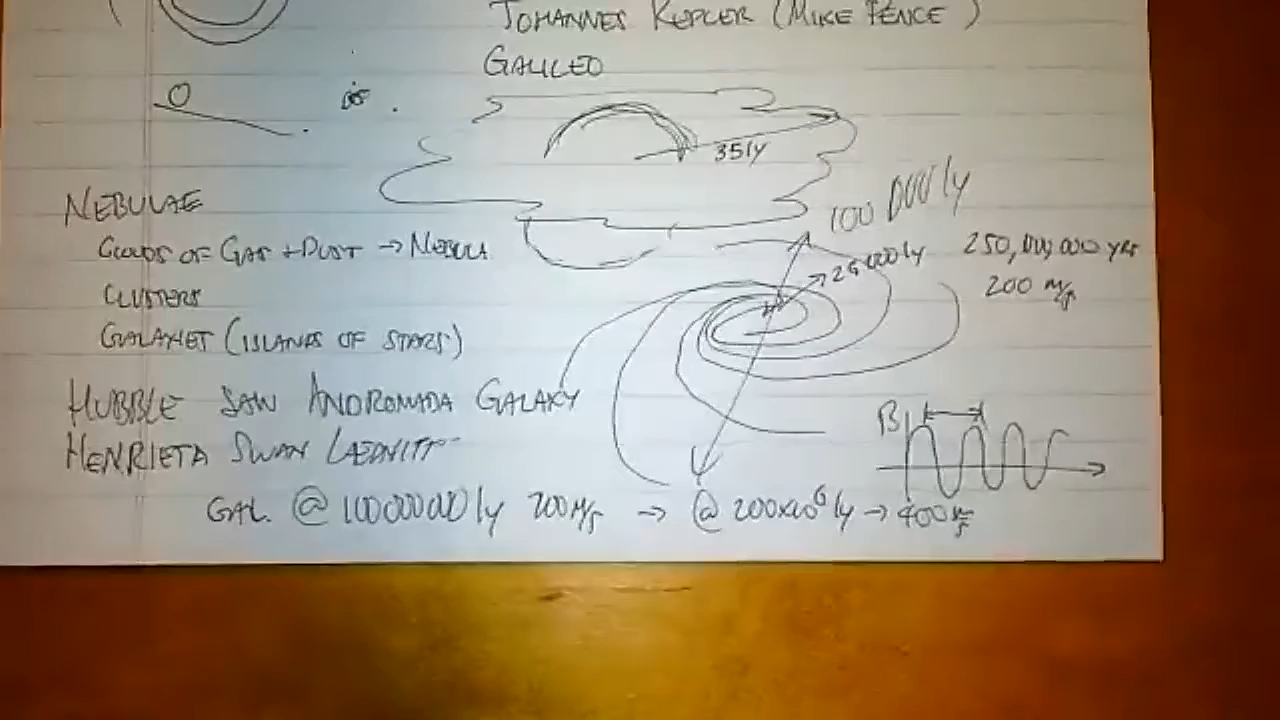 JOHANNES KEPLER (MIKE PENCE)
GALILEO
35 ly
NEBULAE
100 000 ly
CLOUDS OF GAS + DUST → NEBULA
25 000 ly
250,000,000 yrs
200 m/s
CLUSTERS
GALAXIES (ISLANDS OF STARS)
HUBBLE SAW ANDROMADA GALAXY
B
HENRIETA SWAN
GAL. @ 100000000 ly 200 m/s → @ 200x10⁶ ly → 400 m/s